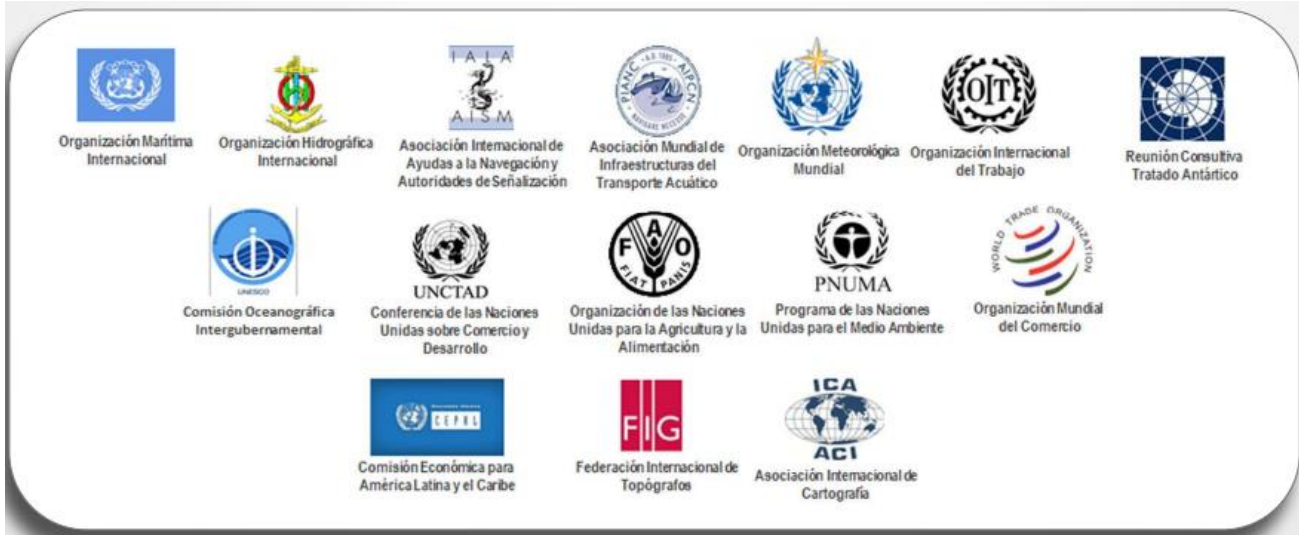 IALA
AISM
PIANC · A.D. 1885 · AIPCN
NAVIGARE NECESSE
OIT
Organización Marítima
Internacional
Organización Hidrográfica
Internacional
Asociación Internacional de
Ayudas a la Navegación y
Autoridades de Señalización
Asociación Mundial de
Infraestructuras del
Transporte Acuático
Organización Meteorológica
Mundial
Organización Internacional
del Trabajo
Reunión Consultiva
Tratado Antártico
UNESCO
UNCTAD
FAO
FIAT PANIS
PNUMA
WORLD TRADE ORGANIZATION
Comisión Oceanográfica
Intergubernamental
Conferencia de las Naciones
Unidas sobre Comercio y
Desarrollo
Organización de las Naciones
Unidas para la Agricultura y la
Alimentación
Programa de las Naciones
Unidas para el Medio Ambiente
Organización Mundial
del Comercio
CEPAL
FIG
ICA
ACI
Comisión Económica para
América Latina y el Caribe
Federación Internacional de
Topógrafos
Asociación Internacional de
Cartografía